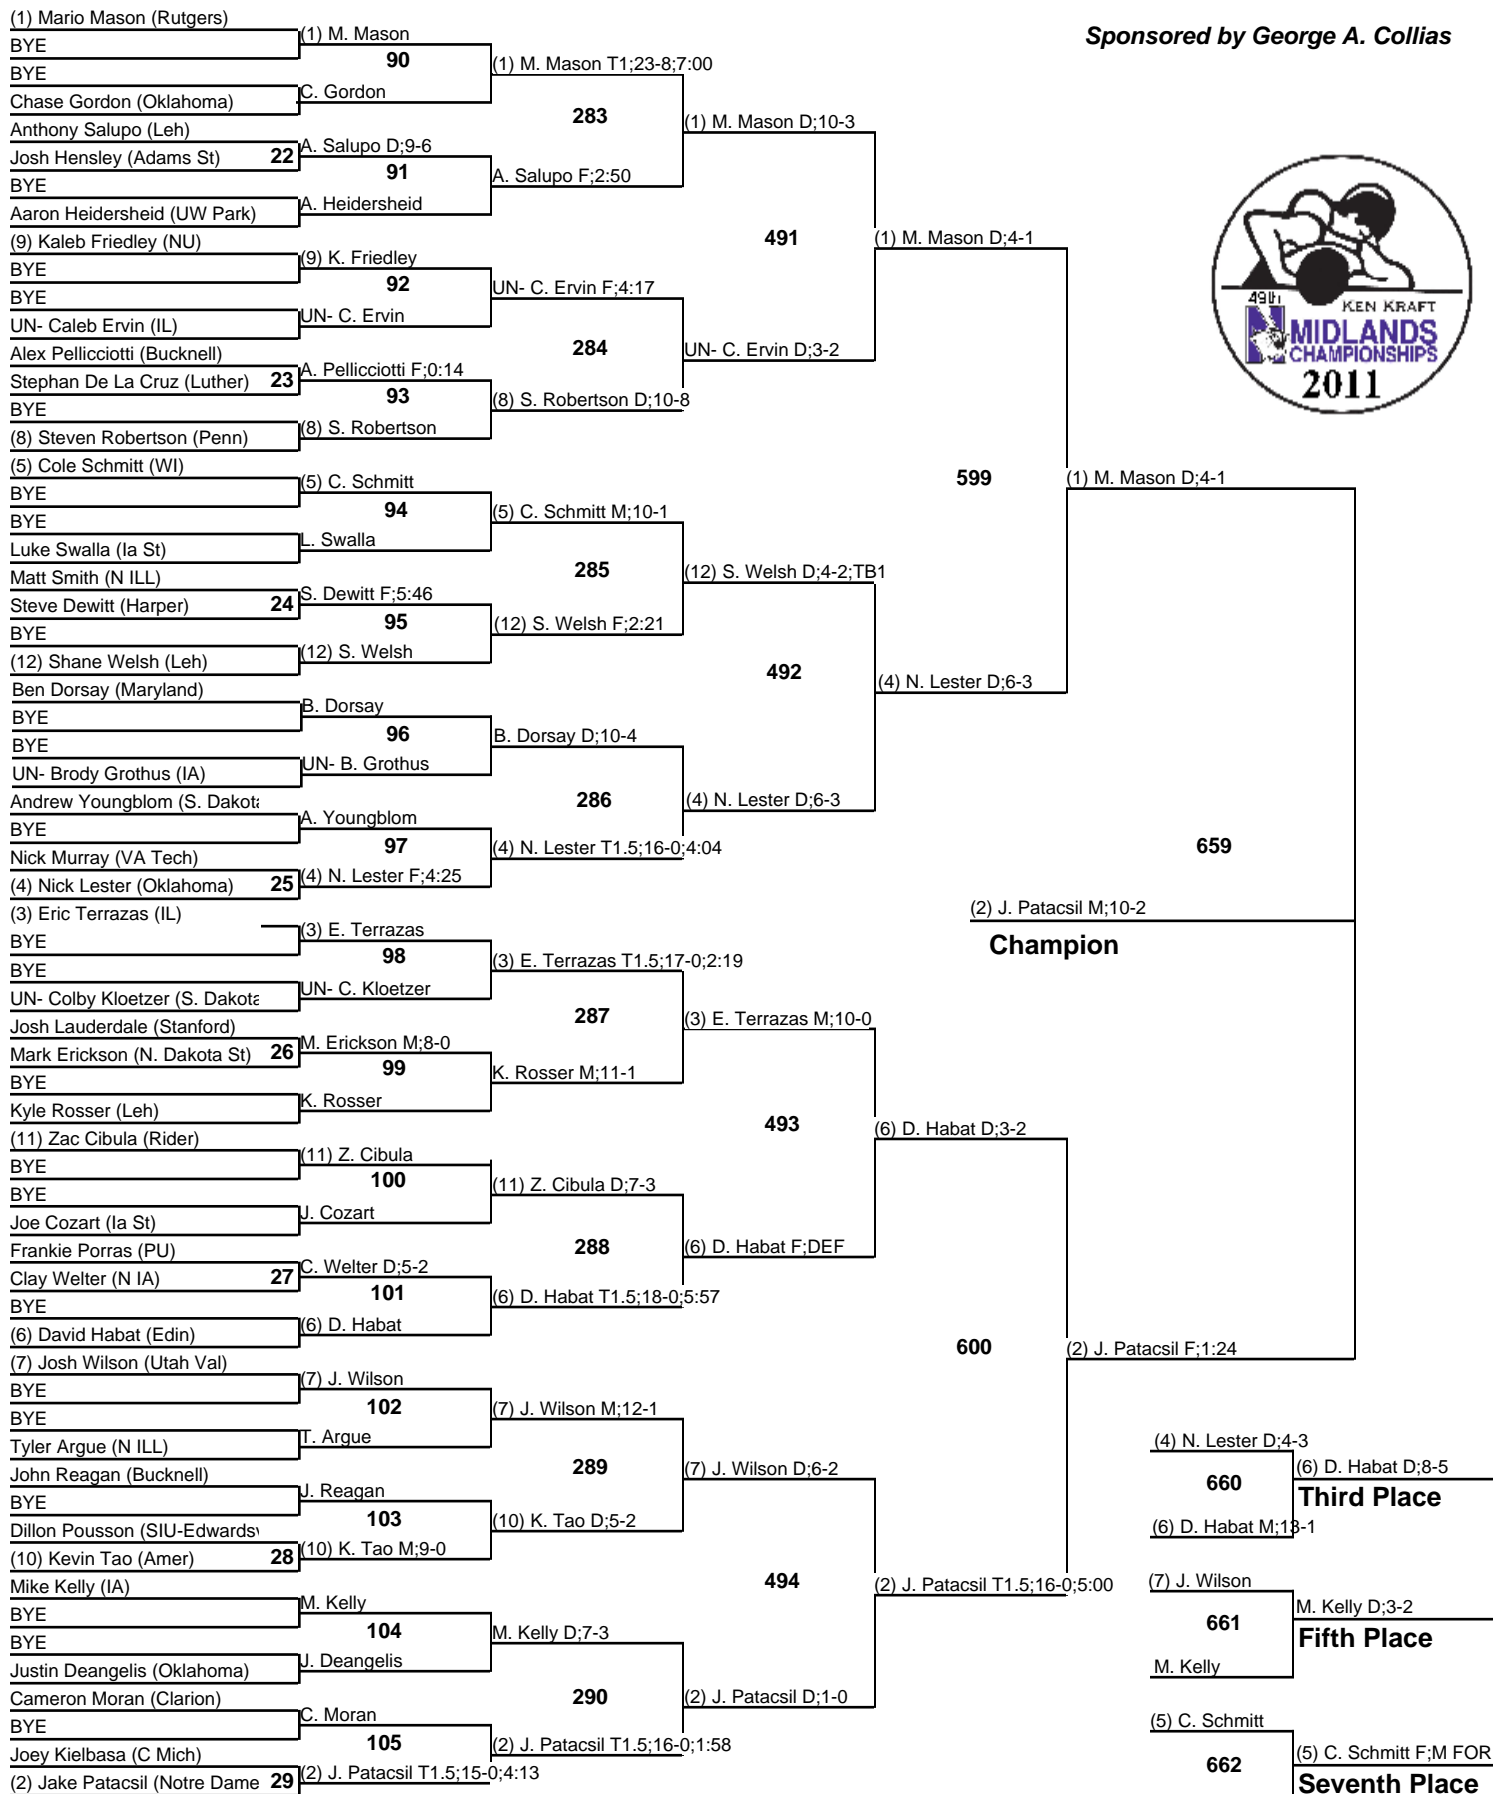 Sponsored by George A. Collias
49th
KEN KRAFT
MIDLANDS
CHAMPIONSHIPS
2011
(1) Mario Mason (Rutgers)
BYE
BYE
Chase Gordon (Oklahoma)
Anthony Salupo (Leh)
Josh Hensley (Adams St) 22
BYE
Aaron Heidersheid (UW Park)
(9) Kaleb Friedley (NU)
BYE
BYE
UN- Caleb Ervin (IL)
Alex Pellicciotti (Bucknell)
Stephan De La Cruz (Luther) 23
BYE
(8) Steven Robertson (Penn)
(5) Cole Schmitt (WI)
BYE
BYE
Luke Swalla (Ia St)
Matt Smith (N ILL)
Steve Dewitt (Harper) 24
BYE
(12) Shane Welsh (Leh)
Ben Dorsay (Maryland)
BYE
BYE
UN- Brody Grothus (IA)
Andrew Youngblom (S. Dakota
BYE
Nick Murray (VA Tech)
(4) Nick Lester (Oklahoma) 25
(3) Eric Terrazas (IL)
BYE
BYE
UN- Colby Kloetzer (S. Dakota
Josh Lauderdale (Stanford)
Mark Erickson (N. Dakota St) 26
BYE
Kyle Rosser (Leh)
(11) Zac Cibula (Rider)
BYE
BYE
Joe Cozart (Ia St)
Frankie Porras (PU)
Clay Welter (N IA) 27
BYE
(6) David Habat (Edin)
(7) Josh Wilson (Utah Val)
BYE
BYE
Tyler Argue (N ILL)
John Reagan (Bucknell)
BYE
Dillon Pousson (SIU-Edwardsv
(10) Kevin Tao (Amer) 28
Mike Kelly (IA)
BYE
BYE
Justin Deangelis (Oklahoma)
Cameron Moran (Clarion)
BYE
Joey Kielbasa (C Mich)
(2) Jake Patacsil (Notre Dame 29
(1) M. Mason
90
C. Gordon
A. Salupo D;9-6
91
A. Heidersheid
(9) K. Friedley
92
UN- C. Ervin
A. Pellicciotti F;0:14
93
(8) S. Robertson
(5) C. Schmitt
94
L. Swalla
S. Dewitt F;5:46
95
(12) S. Welsh
B. Dorsay
96
UN- B. Grothus
A. Youngblom
97
(4) N. Lester F;4:25
(3) E. Terrazas
98
UN- C. Kloetzer
M. Erickson M;8-0
99
K. Rosser
(11) Z. Cibula
100
J. Cozart
C. Welter D;5-2
101
(6) D. Habat
(7) J. Wilson
102
T. Argue
J. Reagan
103
(10) K. Tao M;9-0
M. Kelly
104
J. Deangelis
C. Moran
105
(2) J. Patacsil T1.5;15-0;4:13
(1) M. Mason T1;23-8;7:00
283
A. Salupo F;2:50
UN- C. Ervin F;4:17
284
(8) S. Robertson D;10-8
(5) C. Schmitt M;10-1
285
(12) S. Welsh F;2:21
B. Dorsay D;10-4
286
(4) N. Lester T1.5;16-0;4:04
(3) E. Terrazas T1.5;17-0;2:19
287
K. Rosser M;11-1
(11) Z. Cibula D;7-3
288
(6) D. Habat T1.5;18-0;5:57
(7) J. Wilson M;12-1
289
(10) K. Tao D;5-2
M. Kelly D;7-3
290
(2) J. Patacsil T1.5;16-0;1:58
(1) M. Mason D;10-3
491
UN- C. Ervin D;3-2
(12) S. Welsh D;4-2;TB1
492
(4) N. Lester D;6-3
(3) E. Terrazas M;10-0
493
(6) D. Habat F;DEF
(7) J. Wilson D;6-2
494
(2) J. Patacsil D;1-0
(1) M. Mason D;4-1
599
(4) N. Lester D;6-3
(6) D. Habat D;3-2
600
(2) J. Patacsil T1.5;16-0;5:00
(1) M. Mason D;4-1
659
(2) J. Patacsil F;1:24
(2) J. Patacsil M;10-2
Champion
(4) N. Lester D;4-3
660
(6) D. Habat M;13-1
(6) D. Habat D;8-5
Third Place
(7) J. Wilson
661
M. Kelly
M. Kelly D;3-2
Fifth Place
(5) C. Schmitt
662
(5) C. Schmitt F;M FOR
Seventh Place